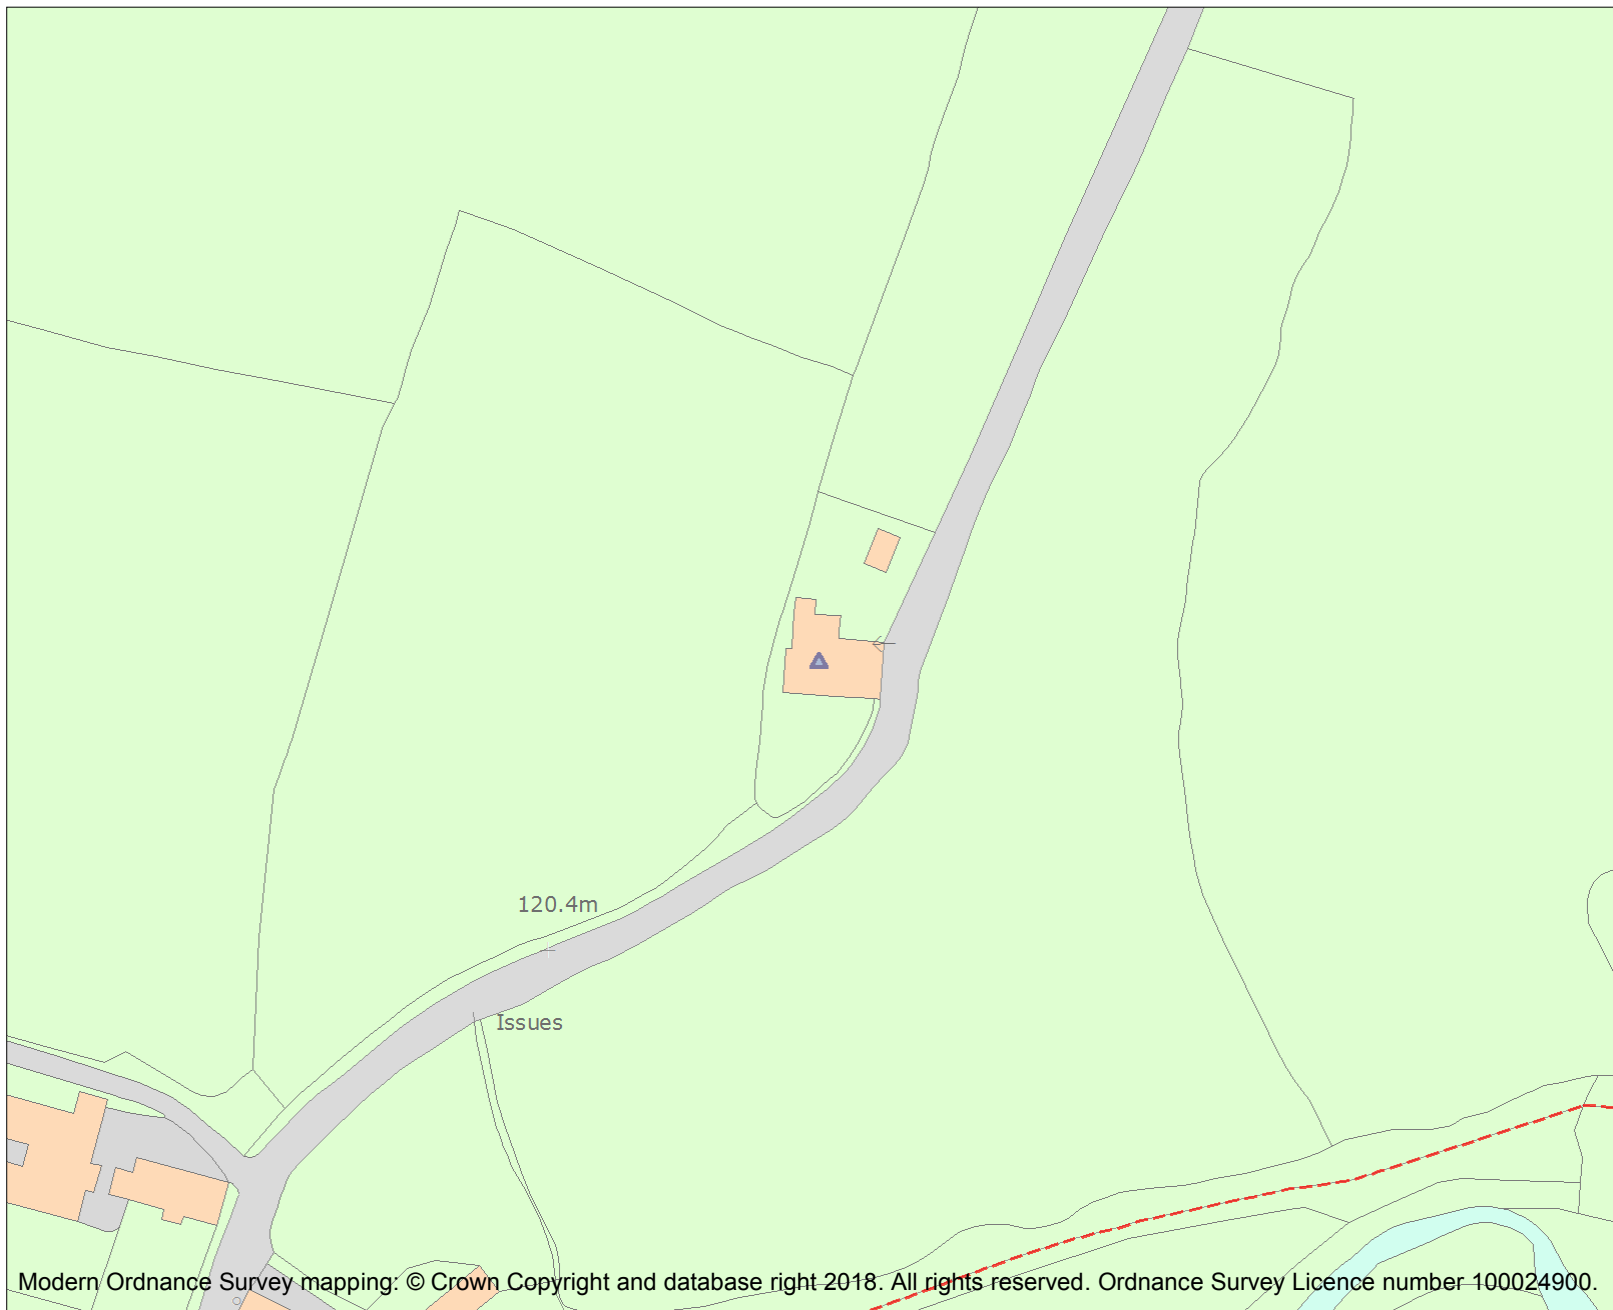 120.4m
Issues
Modern Ordnance Survey mapping: © Crown Copyright and database right 2018. All rights reserved. Ordnance Survey Licence number 100024900.